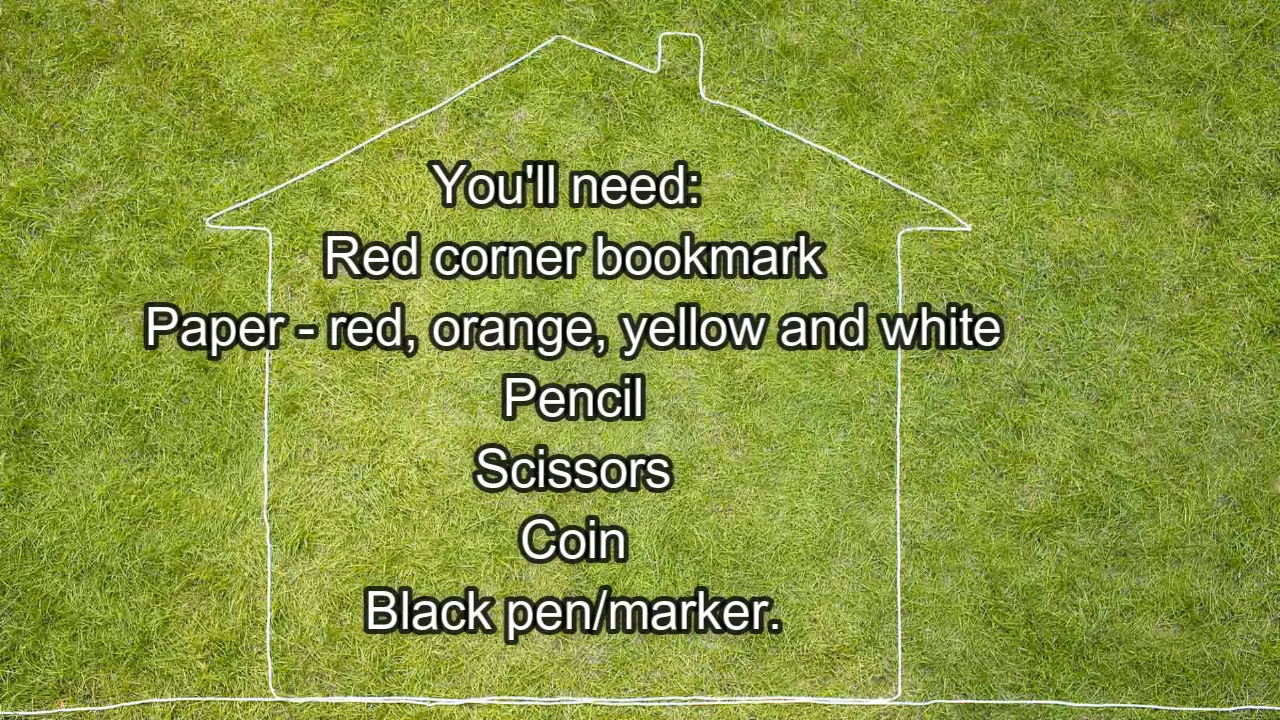 You'll need:
Red corner bookmark
Paper - red, orange, yellow and white
Pencil
Scissors
Coin
Black pen/marker.